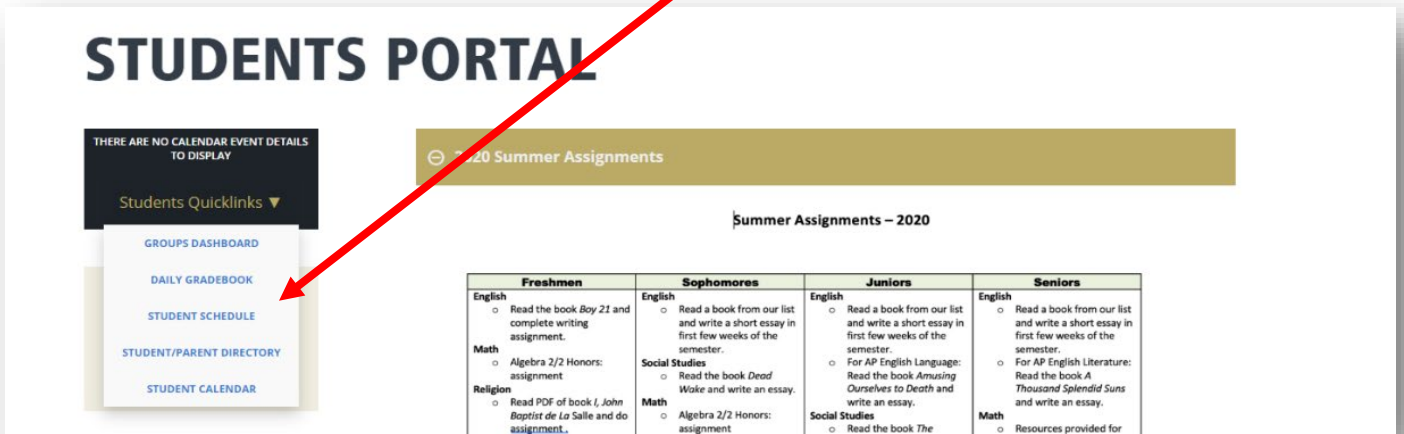 STUDENTS PORTAL
THERE ARE NO CALENDAR EVENT DETAILS
TO DISPLAY
Students Quicklinks ▼
GROUPS DASHBOARD
DAILY GRADEBOOK
STUDENT SCHEDULE
STUDENT/PARENT DIRECTORY
STUDENT CALENDAR
2020 Summer Assignments
Summer Assignments – 2020
Freshmen
English
○ Read the book Boy 21 and
complete writing
assignment.
Math
○ Algebra 2/2 Honors:
assignment
Religion
○ Read PDF of book I, John
Baptist de La Salle and do
assignment .
Sophomores
English
○ Read a book from our list
and write a short essay in
first few weeks of the
semester.
Social Studies
○ Read the book Dead
Wake and write an essay.
Math
○ Algebra 2/2 Honors:
assignment
Juniors
English
○ Read a book from our list
and write a short essay in
first few weeks of the
semester.
○ For AP English Language:
Read the book Amusing
Ourselves to Death and
write an essay.
Social Studies
○ Read the book The
Seniors
English
○ Read a book from our list
and write a short essay in
first few weeks of the
semester.
○ For AP English Literature:
Read the book A
Thousand Splendid Suns
and write an essay.
Math
○ Resources provided for